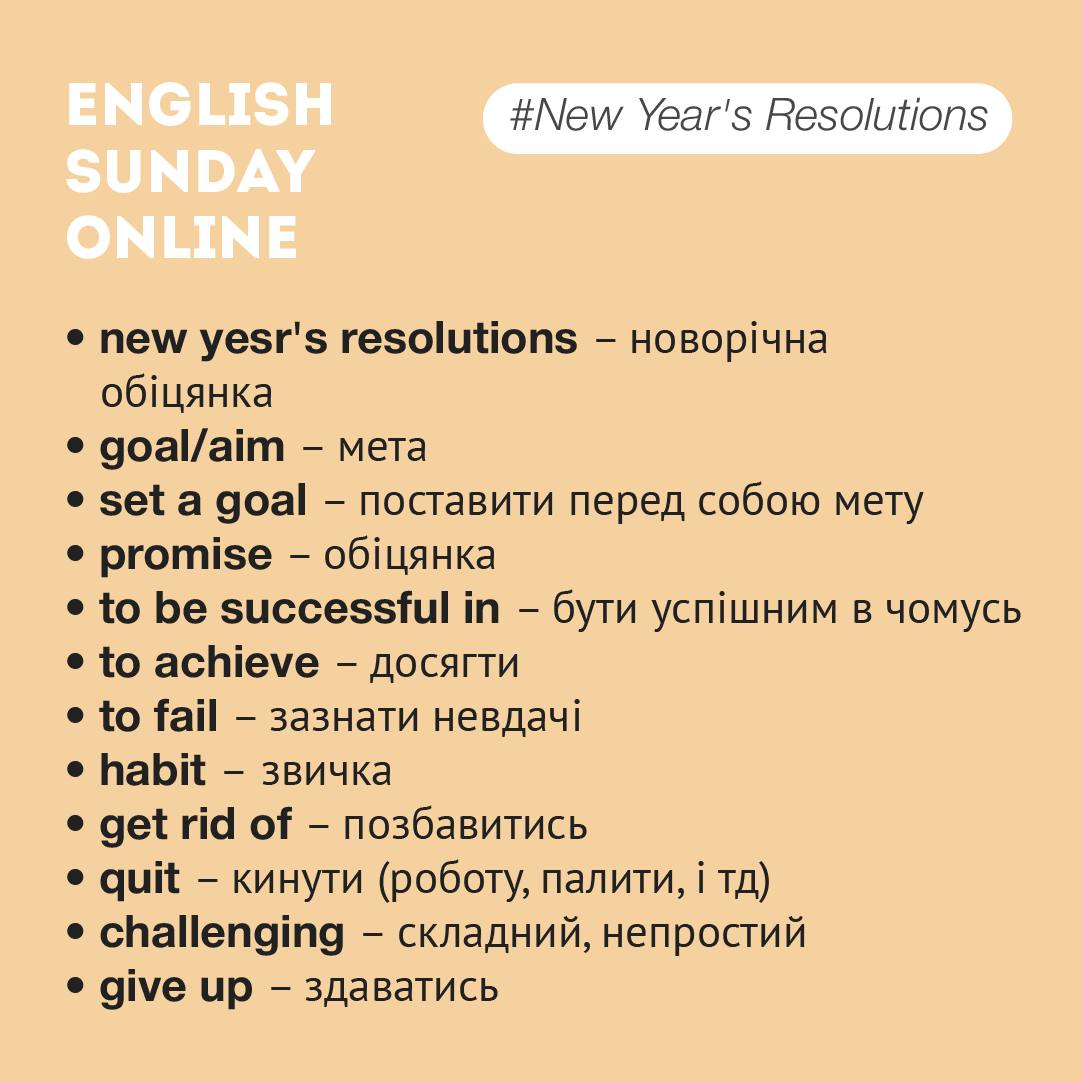 ENGLISH
SUNDAY
ONLINE
#New Year's Resolutions
• new yesr's resolutions – новорічна
обіцянка
• goal/aim – мета
• set a goal – поставити перед собою мету
• promise – обіцянка
• to be successful in – бути успішним в чомусь
• to achieve – досягти
• to fail – зазнати невдачі
• habit – звичка
• get rid of – позбавитись
• quit – кинути (роботу, палити, і тд)
• challenging – складний, непростий
• give up – здаватись